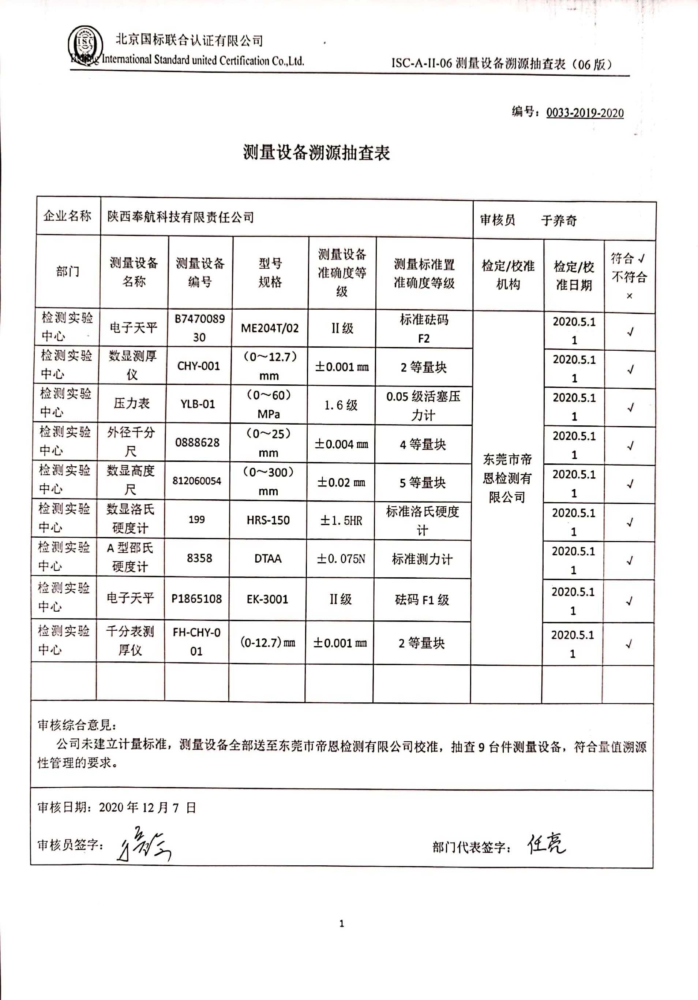 北京国标联合认证有限公司
Beijing International Standard united Certification Co.,Ltd.
ISC-A-II-06 测量设备溯源抽查表（06 版）
编号：0033-2019-2020
测量设备溯源抽查表
企业名称 陕西奉航科技有限责任公司 审核员 于养奇
部门 测量设备名称 测量设备编号 型号规格 测量设备准确度等级 测量标准置准确度等级 检定/校准机构 检定/校准日期 符合√不符合×
检测实验中心 电子天平 B747008930 ME204T/02 II级 标准砝码F2 东莞市帝恩检测有限公司 2020.5.11 √
检测实验中心 数显测厚仪 CHY-001 （0～12.7）mm ±0.001㎜ 2 等量块 2020.5.11 √
检测实验中心 压力表 YLB-01 （0～60）MPa 1.6 级 0.05 级活塞压力计 2020.5.11 √
检测实验中心 外径千分尺 0888628 （0～25）mm ±0.004㎜ 4 等量块 2020.5.11 √
检测实验中心 数显高度尺 812060054 （0～300）mm ±0.02㎜ 5 等量块 2020.5.11 √
检测实验中心 数显洛氏硬度计 199 HRS-150 ±1.5HR 标准洛氏硬度计 2020.5.11 √
检测实验中心 A 型邵氏硬度计 8358 DTAA ±0.075N 标准测力计 2020.5.11 √
检测实验中心 电子天平 P1865108 EK-3001 II级 砝码 F1 级 2020.5.11 √
检测实验中心 千分表测厚仪 FH-CHY-001 (0-12.7)㎜ ±0.001㎜ 2 等量块 2020.5.11 √
审核综合意见：
公司未建立计量标准，测量设备全部送至东莞市帝恩检测有限公司校准，抽查 9 台件测量设备，符合量值溯源
性管理的要求。
审核日期：2020 年 12 月 7 日
审核员签字： 部门代表签字： 任亮
1